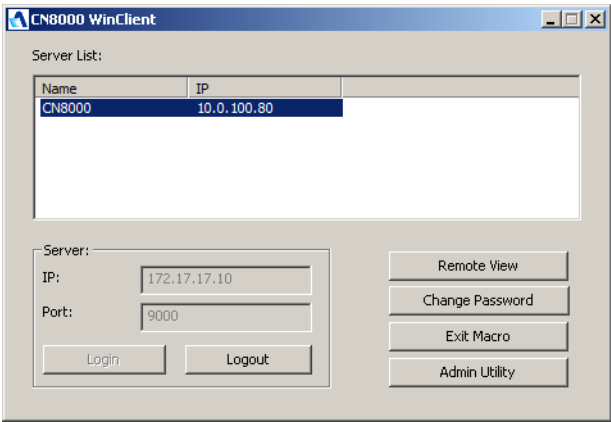 CN8000 WinClient
Server List:
Name IP
CN8000 10.0.100.80
Server:
IP: 172.17.17.10
Port: 9000
Login Logout
Remote View
Change Password
Exit Macro
Admin Utility